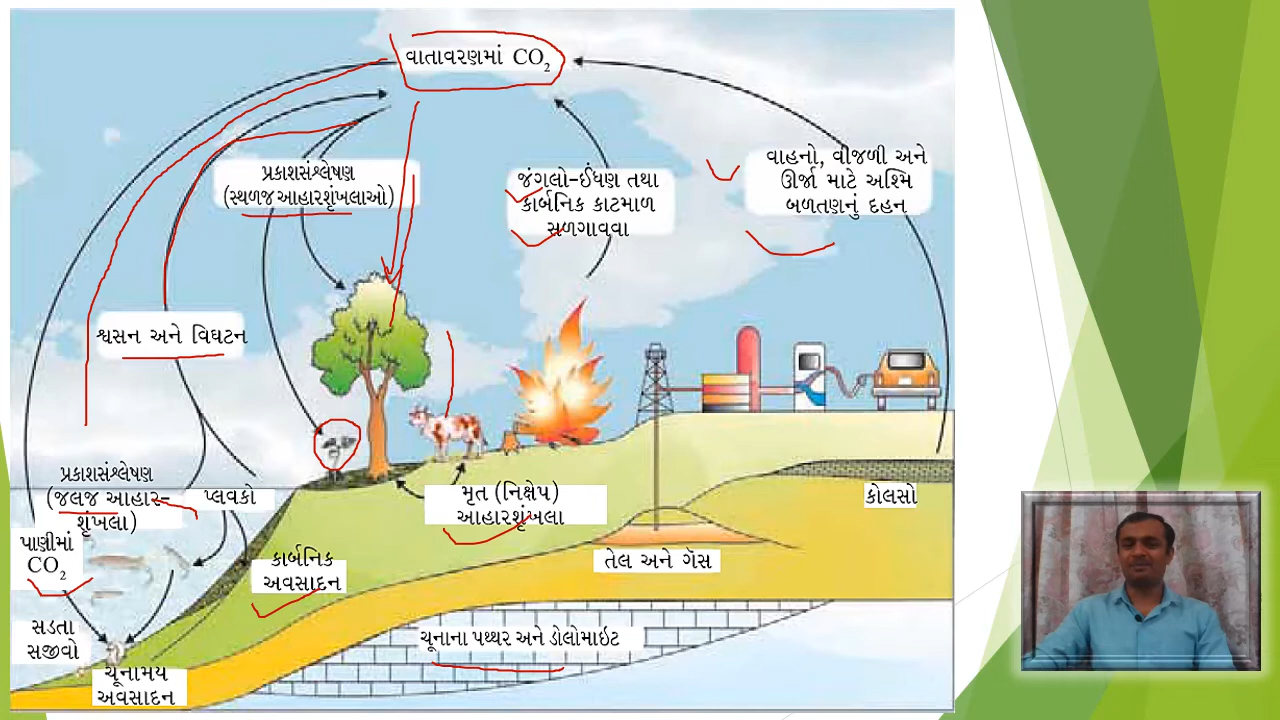 વાતાવરણમાં CO₂
પ્રકાશસંશ્લેષણ
(સ્થળજ આહારશૃંખલાઓ)
જંગલો-ઈંધણ તથા
કાર્બનિક કાટમાળ
સળગાવવા
વાહનો, વીજળી અને
ઊર્જા માટે અશ્મિ
બળતણનું દહન
શ્વસન અને વિઘટન
પ્રકાશસંશ્લેષણ
(જલજ આહાર-
શૃંખલા)
પ્લવકો
મૃત (નિક્ષેપ)
આહારશૃંખલા
કોલસો
પાણીમાં
CO₂
કાર્બનિક
અવસાદન
તેલ અને ગૅસ
સડતા
સજીવો
ચૂનાના પથ્થર અને ડોલોમાઇટ
ચૂનામય
અવસાદન